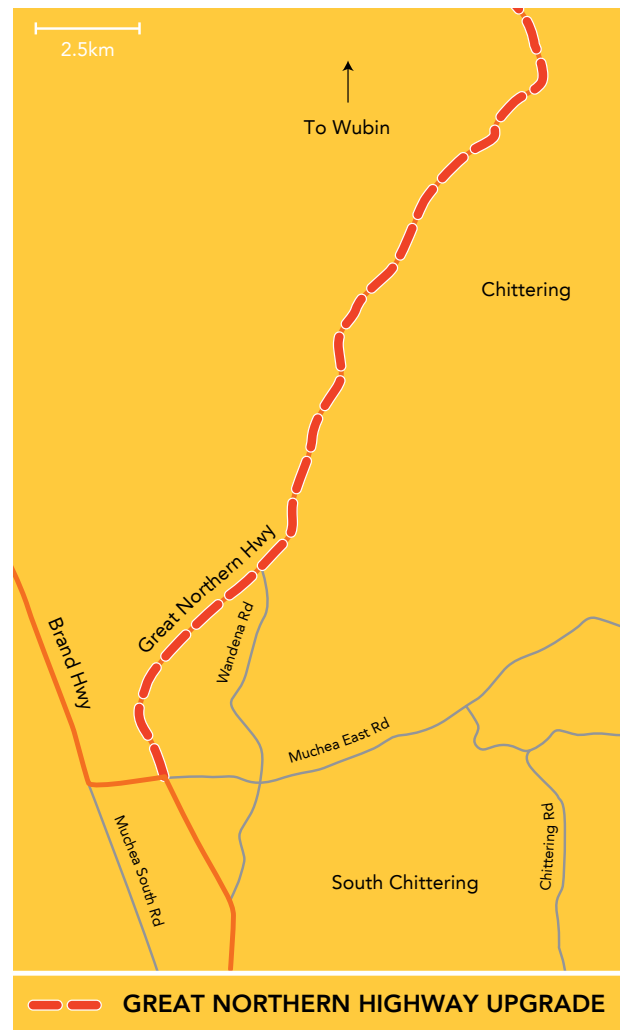 2.5km
To Wubin
Chittering
Great Northern Hwy
Brand Hwy
Wandena Rd
Muchea East Rd
Muchea South Rd
Chittering Rd
South Chittering
GREAT NORTHERN HIGHWAY UPGRADE